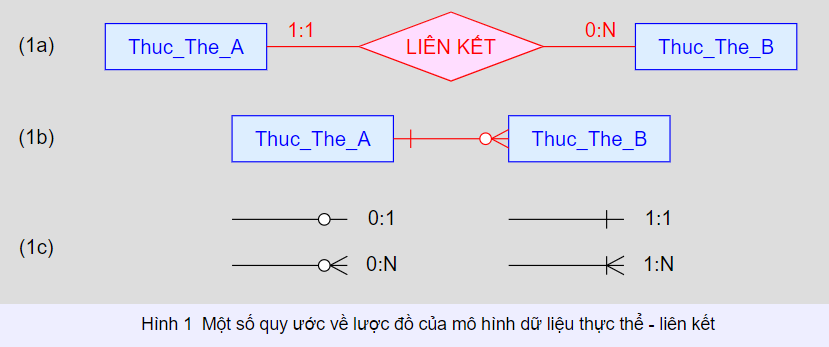 (1a) Thuc_The_A 1:1 LIÊN KẾT 0:N Thuc_The_B
(1b) Thuc_The_A Thuc_The_B
0:1 1:1
(1c)
0:N 1:N
Hình 1 Một số quy ước về lược đồ của mô hình dữ liệu thực thể - liên kết